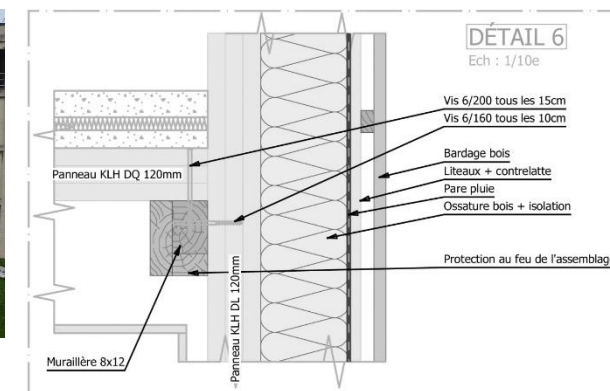 DÉTAIL 6
Ech : 1/10e
Vis 6/200 tous les 15cm
Vis 6/160 tous les 10cm
Panneau KLH DQ 120mm
Bardage bois
Liteaux + contrelatte
Pare pluie
Ossature bois + isolation
Protection au feu de l'assemblage
Panneau KLH DL 120mm
Muraillère 8x12